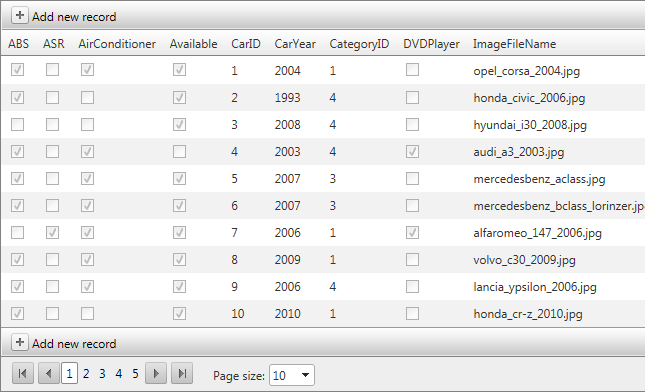 Add new record
ABS ASR AirConditioner Available CarID CarYear CategoryID DVDPlayer ImageFileName
1 2004 1 opel_corsa_2004.jpg
2 1993 4 honda_civic_2006.jpg
3 2008 4 hyundai_i30_2008.jpg
4 2003 4 audi_a3_2003.jpg
5 2007 3 mercedesbenz_aclass.jpg
6 2007 3 mercedesbenz_bclass_lorinzer.jp
7 2006 1 alfaromeo_147_2006.jpg
8 2009 1 volvo_c30_2009.jpg
9 2006 4 lancia_ypsilon_2006.jpg
10 2010 1 honda_cr-z_2010.jpg
Add new record
1 2 3 4 5 Page size: 10